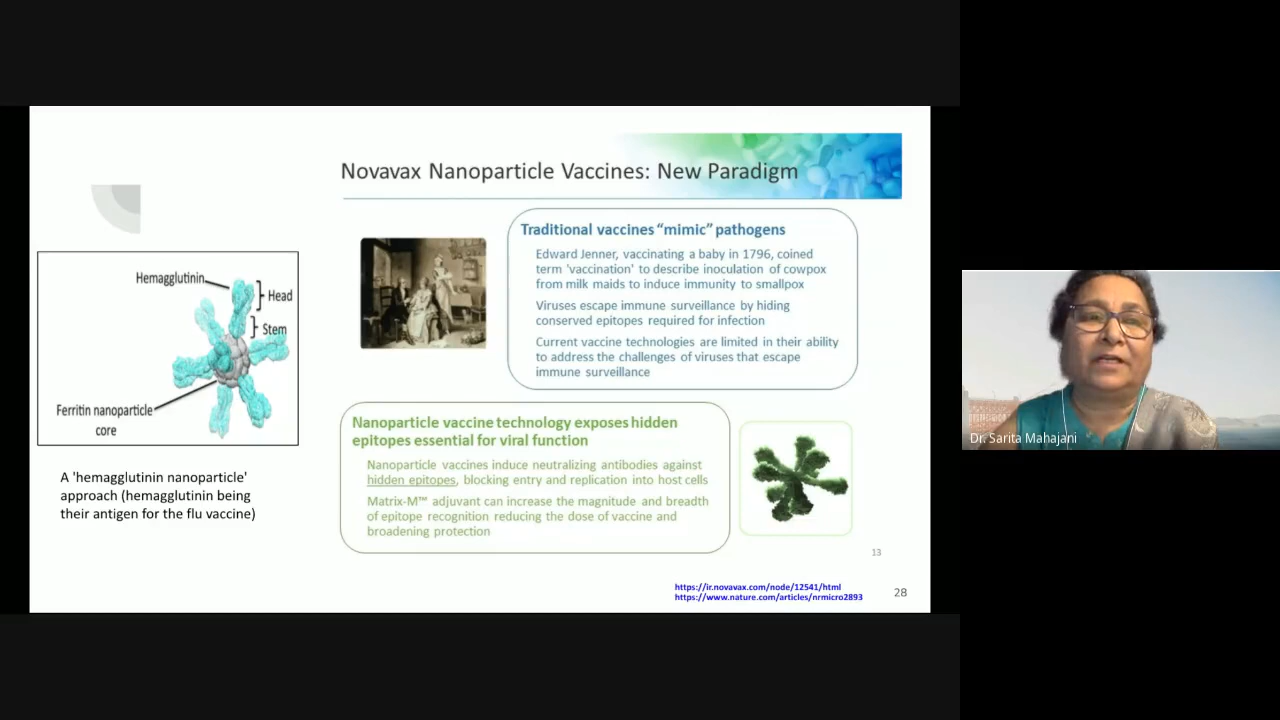 Novavax Nanoparticle Vaccines: New Paradigm
Traditional vaccines “mimic” pathogens
Edward Jenner, vaccinating a baby in 1796, coined
term 'vaccination' to describe inoculation of cowpox
from milk maids to induce immunity to smallpox
Viruses escape immune surveillance by hiding
conserved epitopes required for infection
Current vaccine technologies are limited in their ability
to address the challenges of viruses that escape
immune surveillance
Hemagglutinin
Head
Stem
Ferritin nanoparticle
core
A 'hemagglutinin nanoparticle'
approach (hemagglutinin being
their antigen for the flu vaccine)
Nanoparticle vaccine technology exposes hidden
epitopes essential for viral function
Nanoparticle vaccines induce neutralizing antibodies against
hidden epitopes, blocking entry and replication into host cells
Matrix-M™ adjuvant can increase the magnitude and breadth
of epitope recognition reducing the dose of vaccine and
broadening protection
13
https://ir.novavax.com/node/12541/html
https://www.nature.com/articles/nrmicro2893
28
Dr. Sarita Mahajani